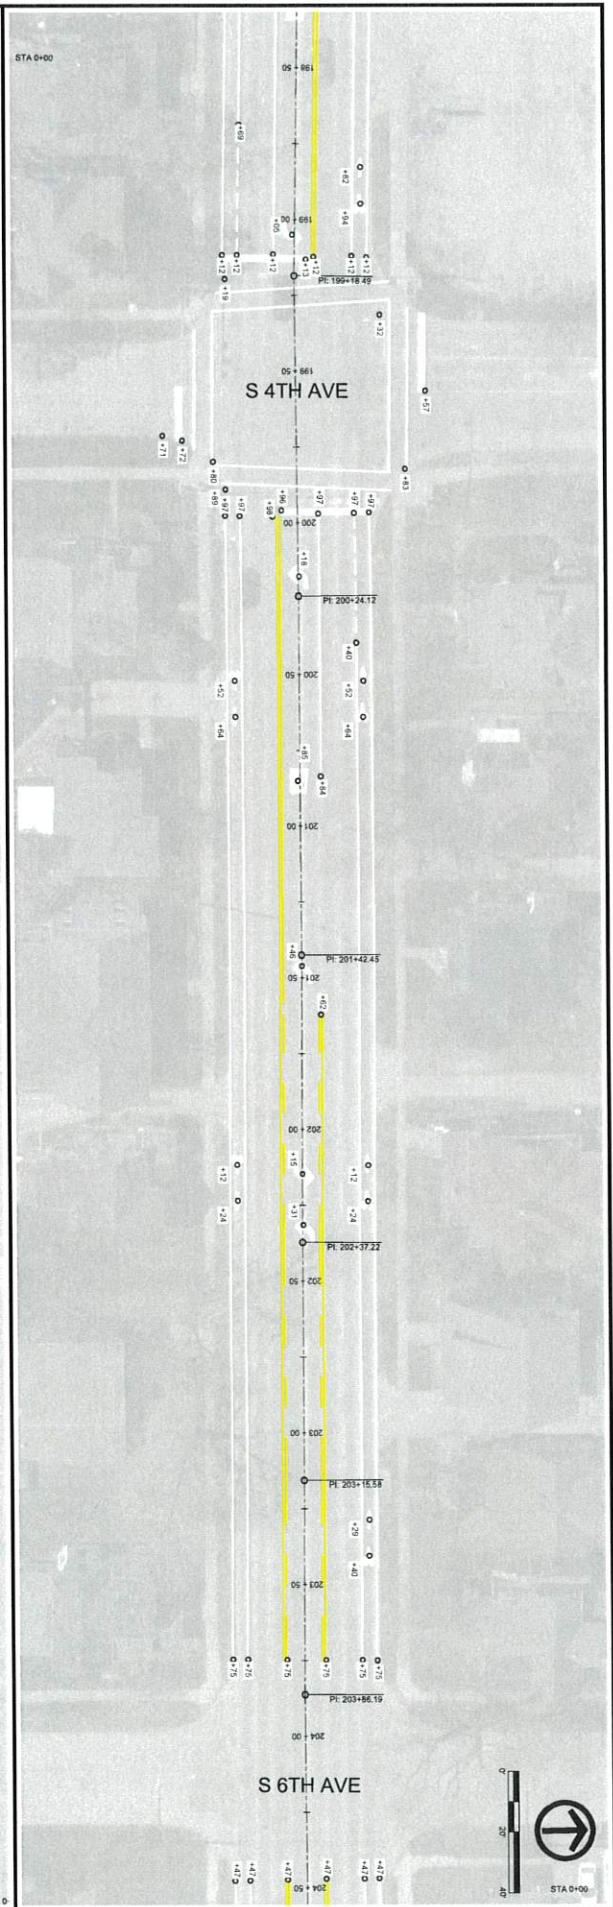 STA 0+00
198 + 50
+69
+82
+94
199 + 00
+05
+12
+12
+12
+13
+12
+12
+12
+19
PI: 199+18.49
+32
199 + 50
S 4TH AVE
+57
+71
+72
+80
+83
+89
+97
+97
+98
+96
+97
+97
+97
200 + 00
+18
PI: 200+24.12
+40
200 + 50
+52
+52
+64
+64
+85
+84
201 + 00
+46
PI: 201+42.45
201 + 50
+62
202 + 00
+12
+15
+12
+24
+31
+24
PI: 202+37.22
202 + 50
203 + 00
PI: 203+15.58
+29
+40
203 + 50
+75
+75
+75
+75
+75
+75
PI: 203+86.19
204 + 00
S 6TH AVE
0'
20'
40'
+47
+47
+47
+47
+47
+47
204 + 50
STA 0+00
0